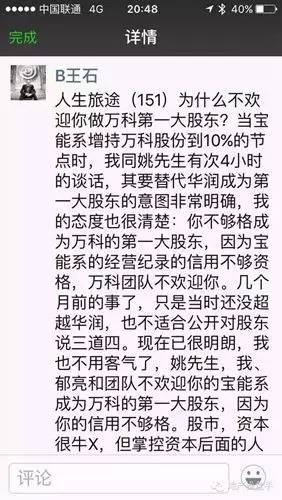 中国联通 4G 20:48
完成 详情
B王石
人生旅途（151）为什么不欢
迎你做万科第一大股东？当宝
能系增持万科股份到10%的节
点时，我同姚先生有次4小时
的谈话，其要替代华润成为第
一大股东的意图非常明确，我
的态度也很清楚：你不够格
成为万科的第一大股东，因为宝
能系的经营纪录的信用不够资
格，万科团队不欢迎你。几个
月前的事了，只是当时还没超
越华润，也不适合公开对股东
说三道四。现在已很明朗，我
也不用客气了，姚先生，我、
郁亮和团队不欢迎你的宝能系
成为万科的第一大股东，因为
你的信用不够格。股市，资本
很牛X，但掌控资本后面的人
评论